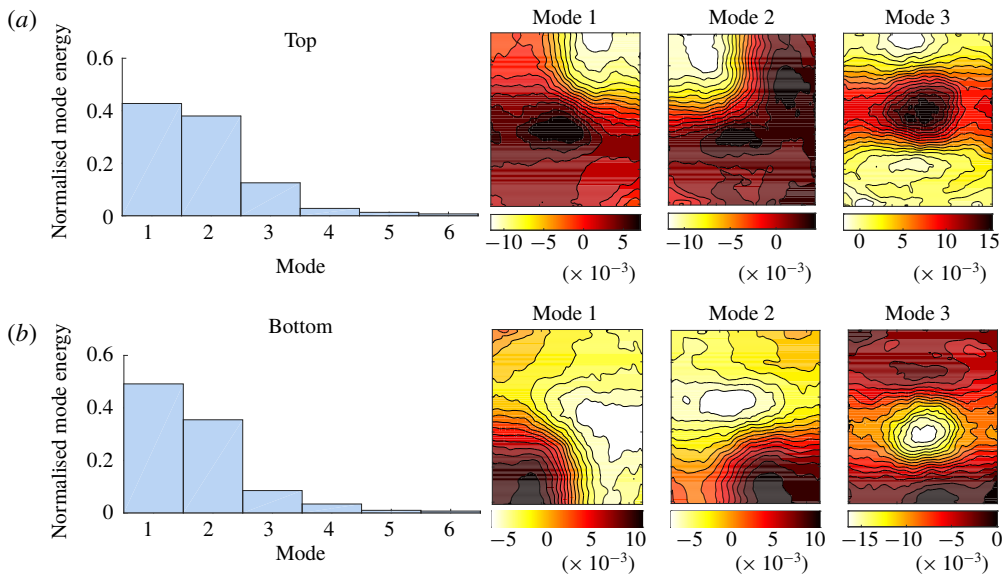 (a)
Top
Normalised mode energy
0.6
0.4
0.2
0
1 2 3 4 5 6
Mode
Mode 1
−10 −5 0 5
(× 10−3)
Mode 2
−10 −5 0
(× 10−3)
Mode 3
0 5 10 15
(× 10−3)
(b)
Bottom
Normalised mode energy
0.6
0.4
0.2
0
1 2 3 4 5 6
Mode
Mode 1
−5 0 5 10
(× 10−3)
Mode 2
−5 0 5 10
(× 10−3)
Mode 3
−15 −10 −5 0
(× 10−3)